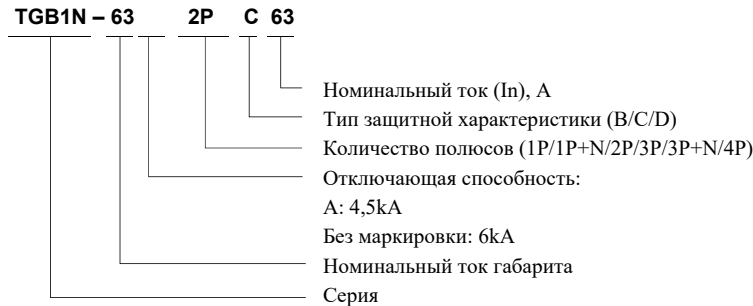 TGB1N – 63 2P C 63
Номинальный ток (In), А
Тип защитной характеристики (B/C/D)
Количество полюсов (1P/1P+N/2P/3P/3P+N/4P)
Отключающая способность:
А: 4,5kA
Без маркировки: 6kA
Номинальный ток габарита
Серия